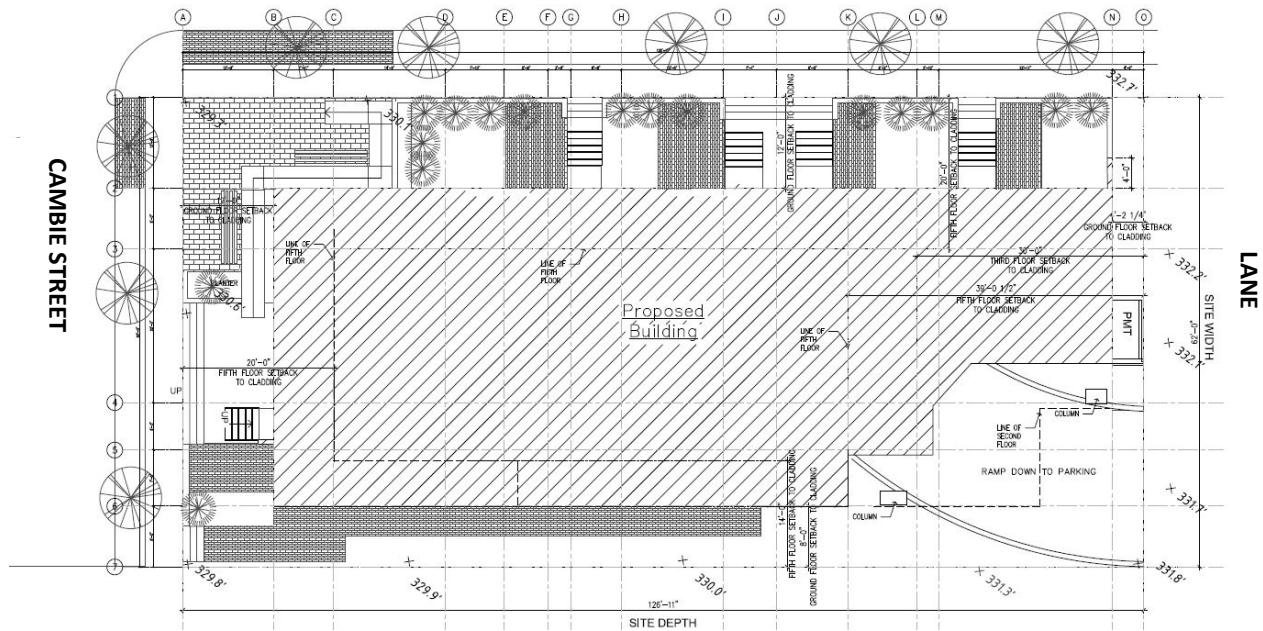 A B C D E F G H I J K L M N O
1
2
3
4
5
6
7
CAMBIE STREET
LANE
329.3'
330.1'
332.7'
GROUND FLOOR SETBACK
TO CLADDING
12'-0"
GROUND FLOOR SETBACK TO CLADDING
20'-0"
FIFTH FLOOR SETBACK TO CLADDING
4'-0"
-2 1/4"
GROUND FLOOR SETBACK
TO CLADDING
LINE OF
FIFTH
FLOOR
LINE OF
FIFTH
FLOOR
30'-0"
THIRD FLOOR SETBACK
TO CLADDING
332.2'
PLANTER
330.6'
39'-0 1/2"
FIFTH FLOOR SETBACK
TO CLADDING
Proposed
Building
LINE OF
FIFTH
FLOOR
PMT
SITE WIDTH
62'-0"
332.1'
20'-0"
FIFTH FLOOR SETBACK
TO CLADDING
UP
UP
COLUMN
LINE OF
SECOND
FLOOR
RAMP DOWN TO PARKING
COLUMN
331.7'
14'-0"
FIFTH FLOOR SETBACK TO CLADDING
8'-0"
GROUND FLOOR SETBACK TO CLADDING
329.8'
329.9'
330.0'
331.3'
331.8'
126'-11"
SITE DEPTH